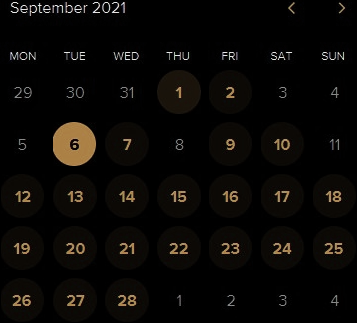 September 2021
MON TUE WED THU FRI SAT SUN
29 30 31 1 2 3 4
5 6 7 8 9 10 11
12 13 14 15 16 17 18
19 20 21 22 23 24 25
26 27 28 1 2 3 4